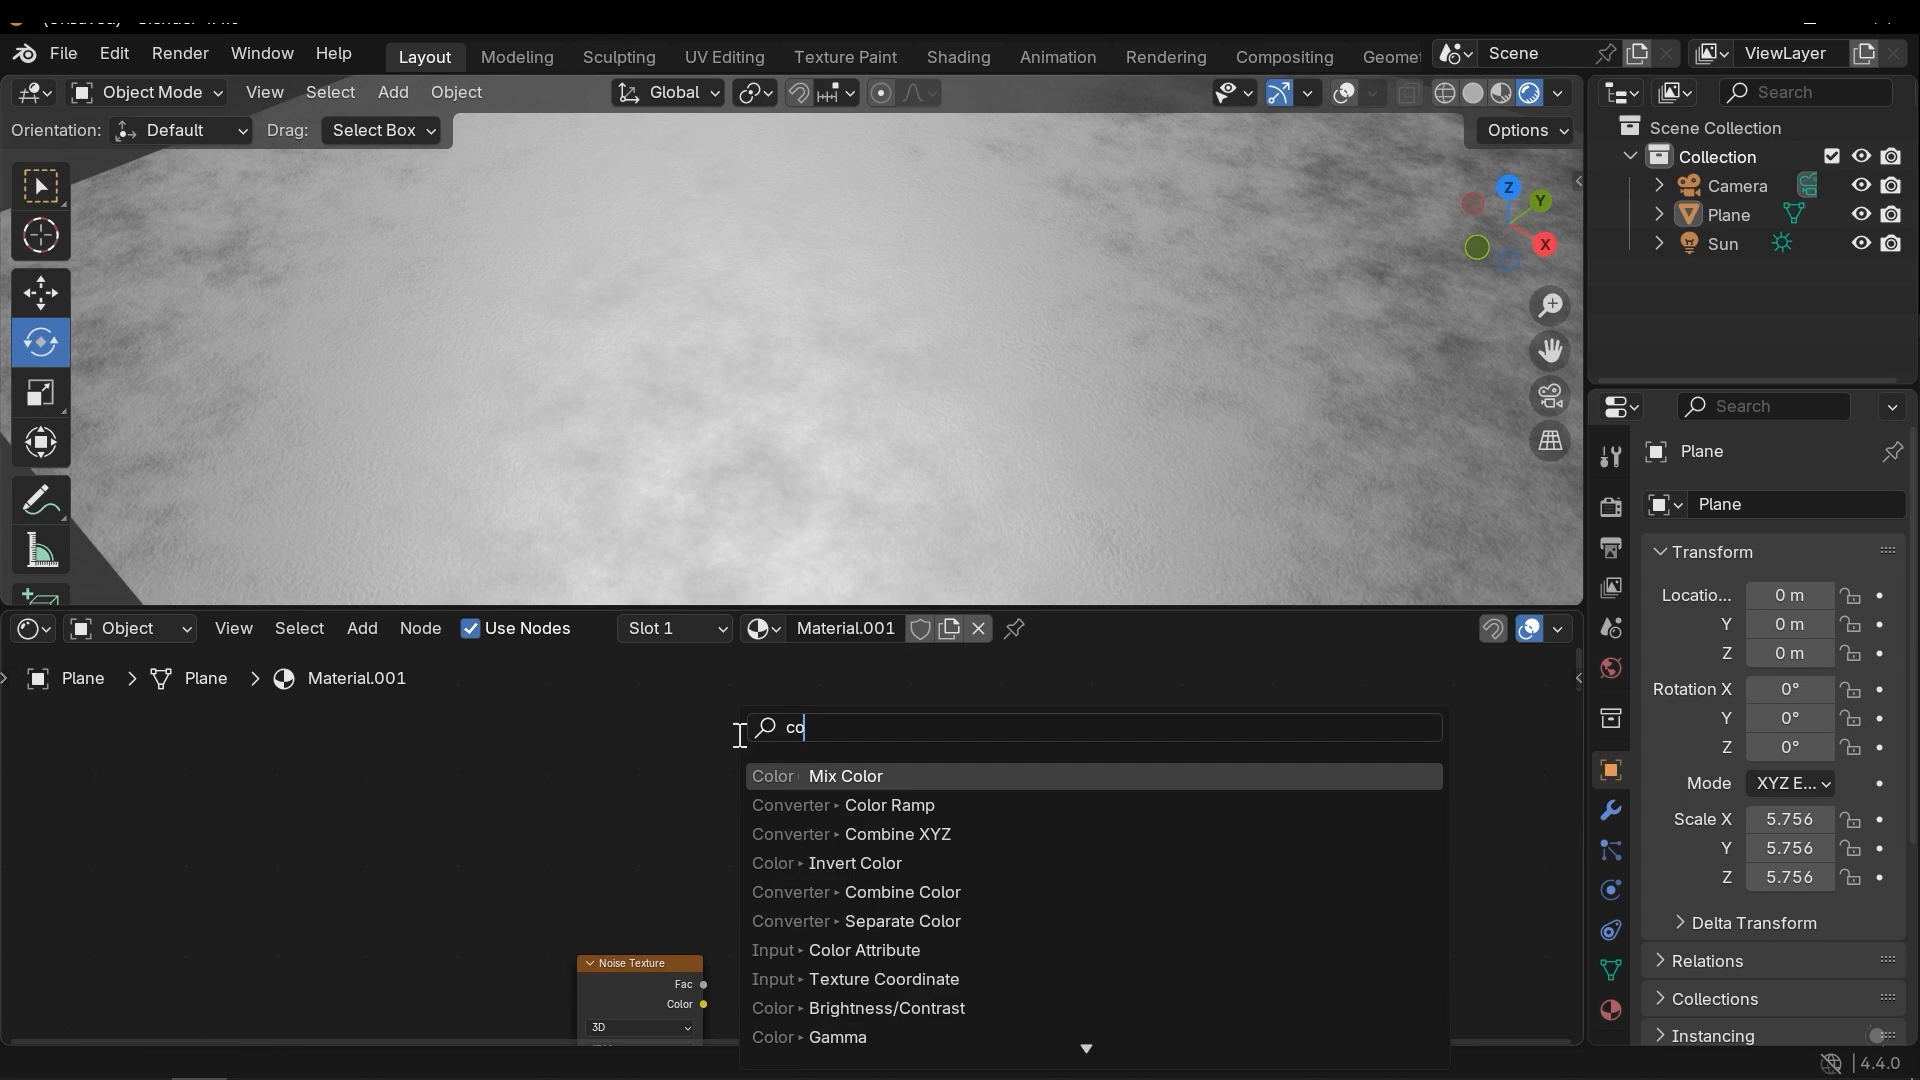 File Edit Render Window Help Layout Modeling Sculpting UV Editing Texture Paint Shading Animation Rendering Compositing Geomet Scene ViewLayer
Object Mode View Select Add Object Global Search
Orientation: Default Drag: Select Box Options
Scene Collection
Collection
Camera
Plane
Sun
Z
Y
X
Search
Plane
Plane
Transform
Locatio... 0 m
Y 0 m
Z 0 m
Rotation X 0°
Y 0°
Z 0°
Mode XYZ E...
Scale X 5.756
Y 5.756
Z 5.756
Delta Transform
Relations
Collections
Instancing
Object View Select Add Node Use Nodes Slot 1 Material.001
Plane Plane Material.001
co
Color Mix Color
Converter ▸ Color Ramp
Converter ▸ Combine XYZ
Color ▸ Invert Color
Converter ▸ Combine Color
Converter ▸ Separate Color
Input ▸ Color Attribute
Input ▸ Texture Coordinate
Color ▸ Brightness/Contrast
Color ▸ Gamma
Noise Texture
Fac
Color
3D
4.4.0